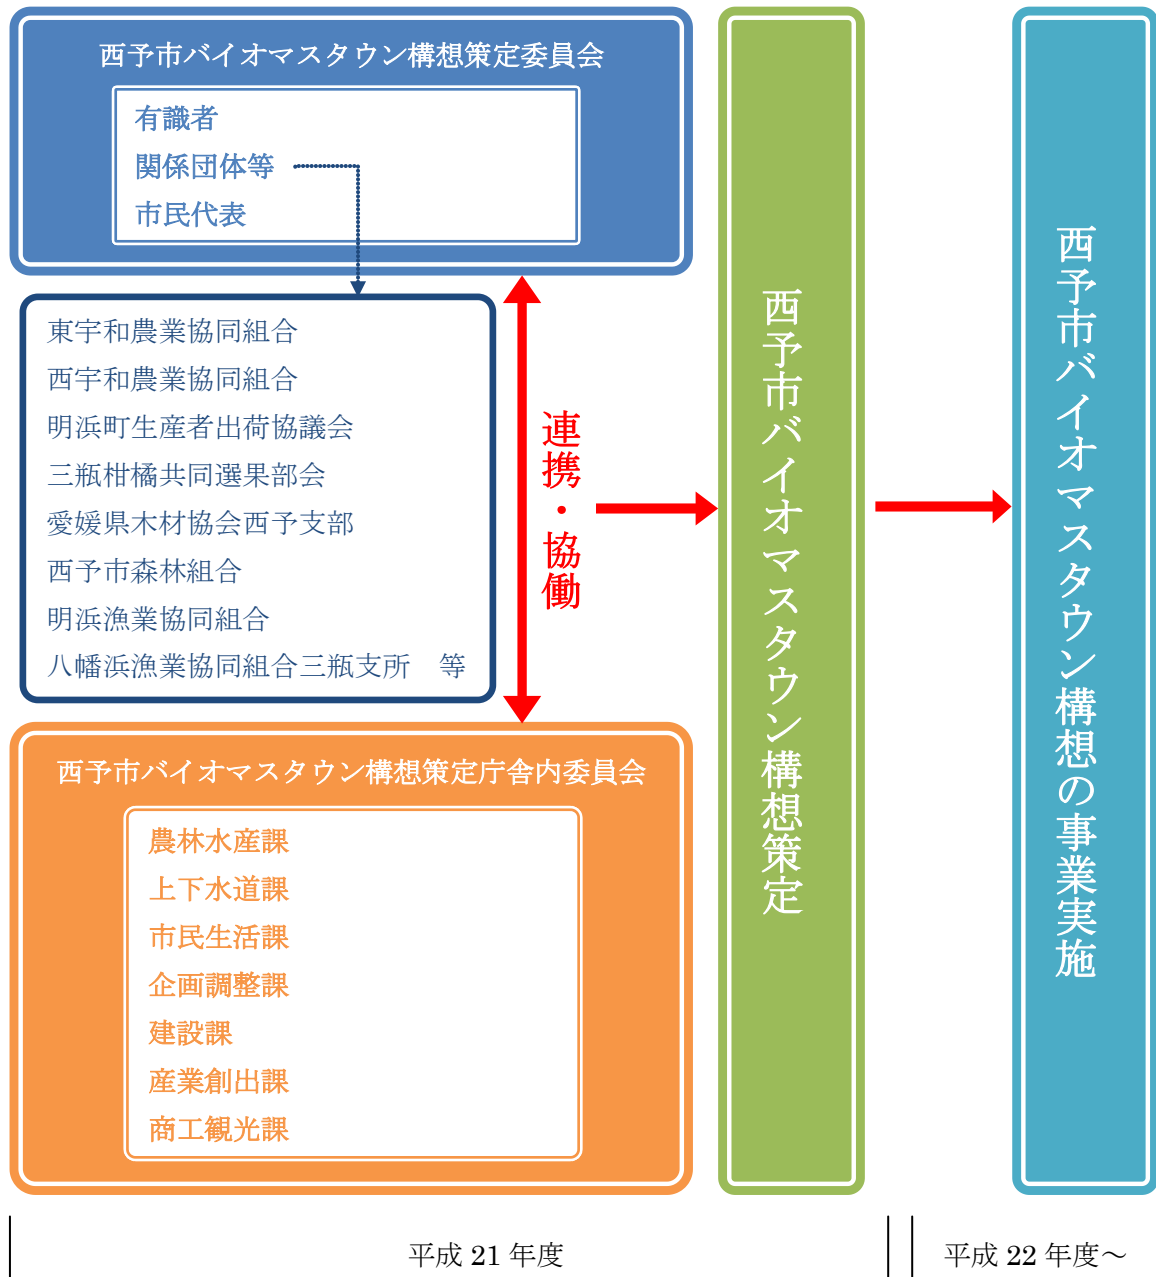 西予市バイオマスタウン構想策定委員会
有識者
関係団体等
市民代表
東宇和農業協同組合
西宇和農業協同組合
明浜町生産者出荷協議会
三瓶柑橘共同選果部会
愛媛県木材協会西予支部
西予市森林組合
明浜漁業協同組合
八幡浜漁業協同組合三瓶支所　等
連携・協働
西予市バイオマスタウン構想策定庁舎内委員会
農林水産課
上下水道課
市民生活課
企画調整課
建設課
産業創出課
商工観光課
西予市バイオマスタウン構想策定
西予市バイオマスタウン構想の事業実施
平成 21 年度
平成 22 年度～